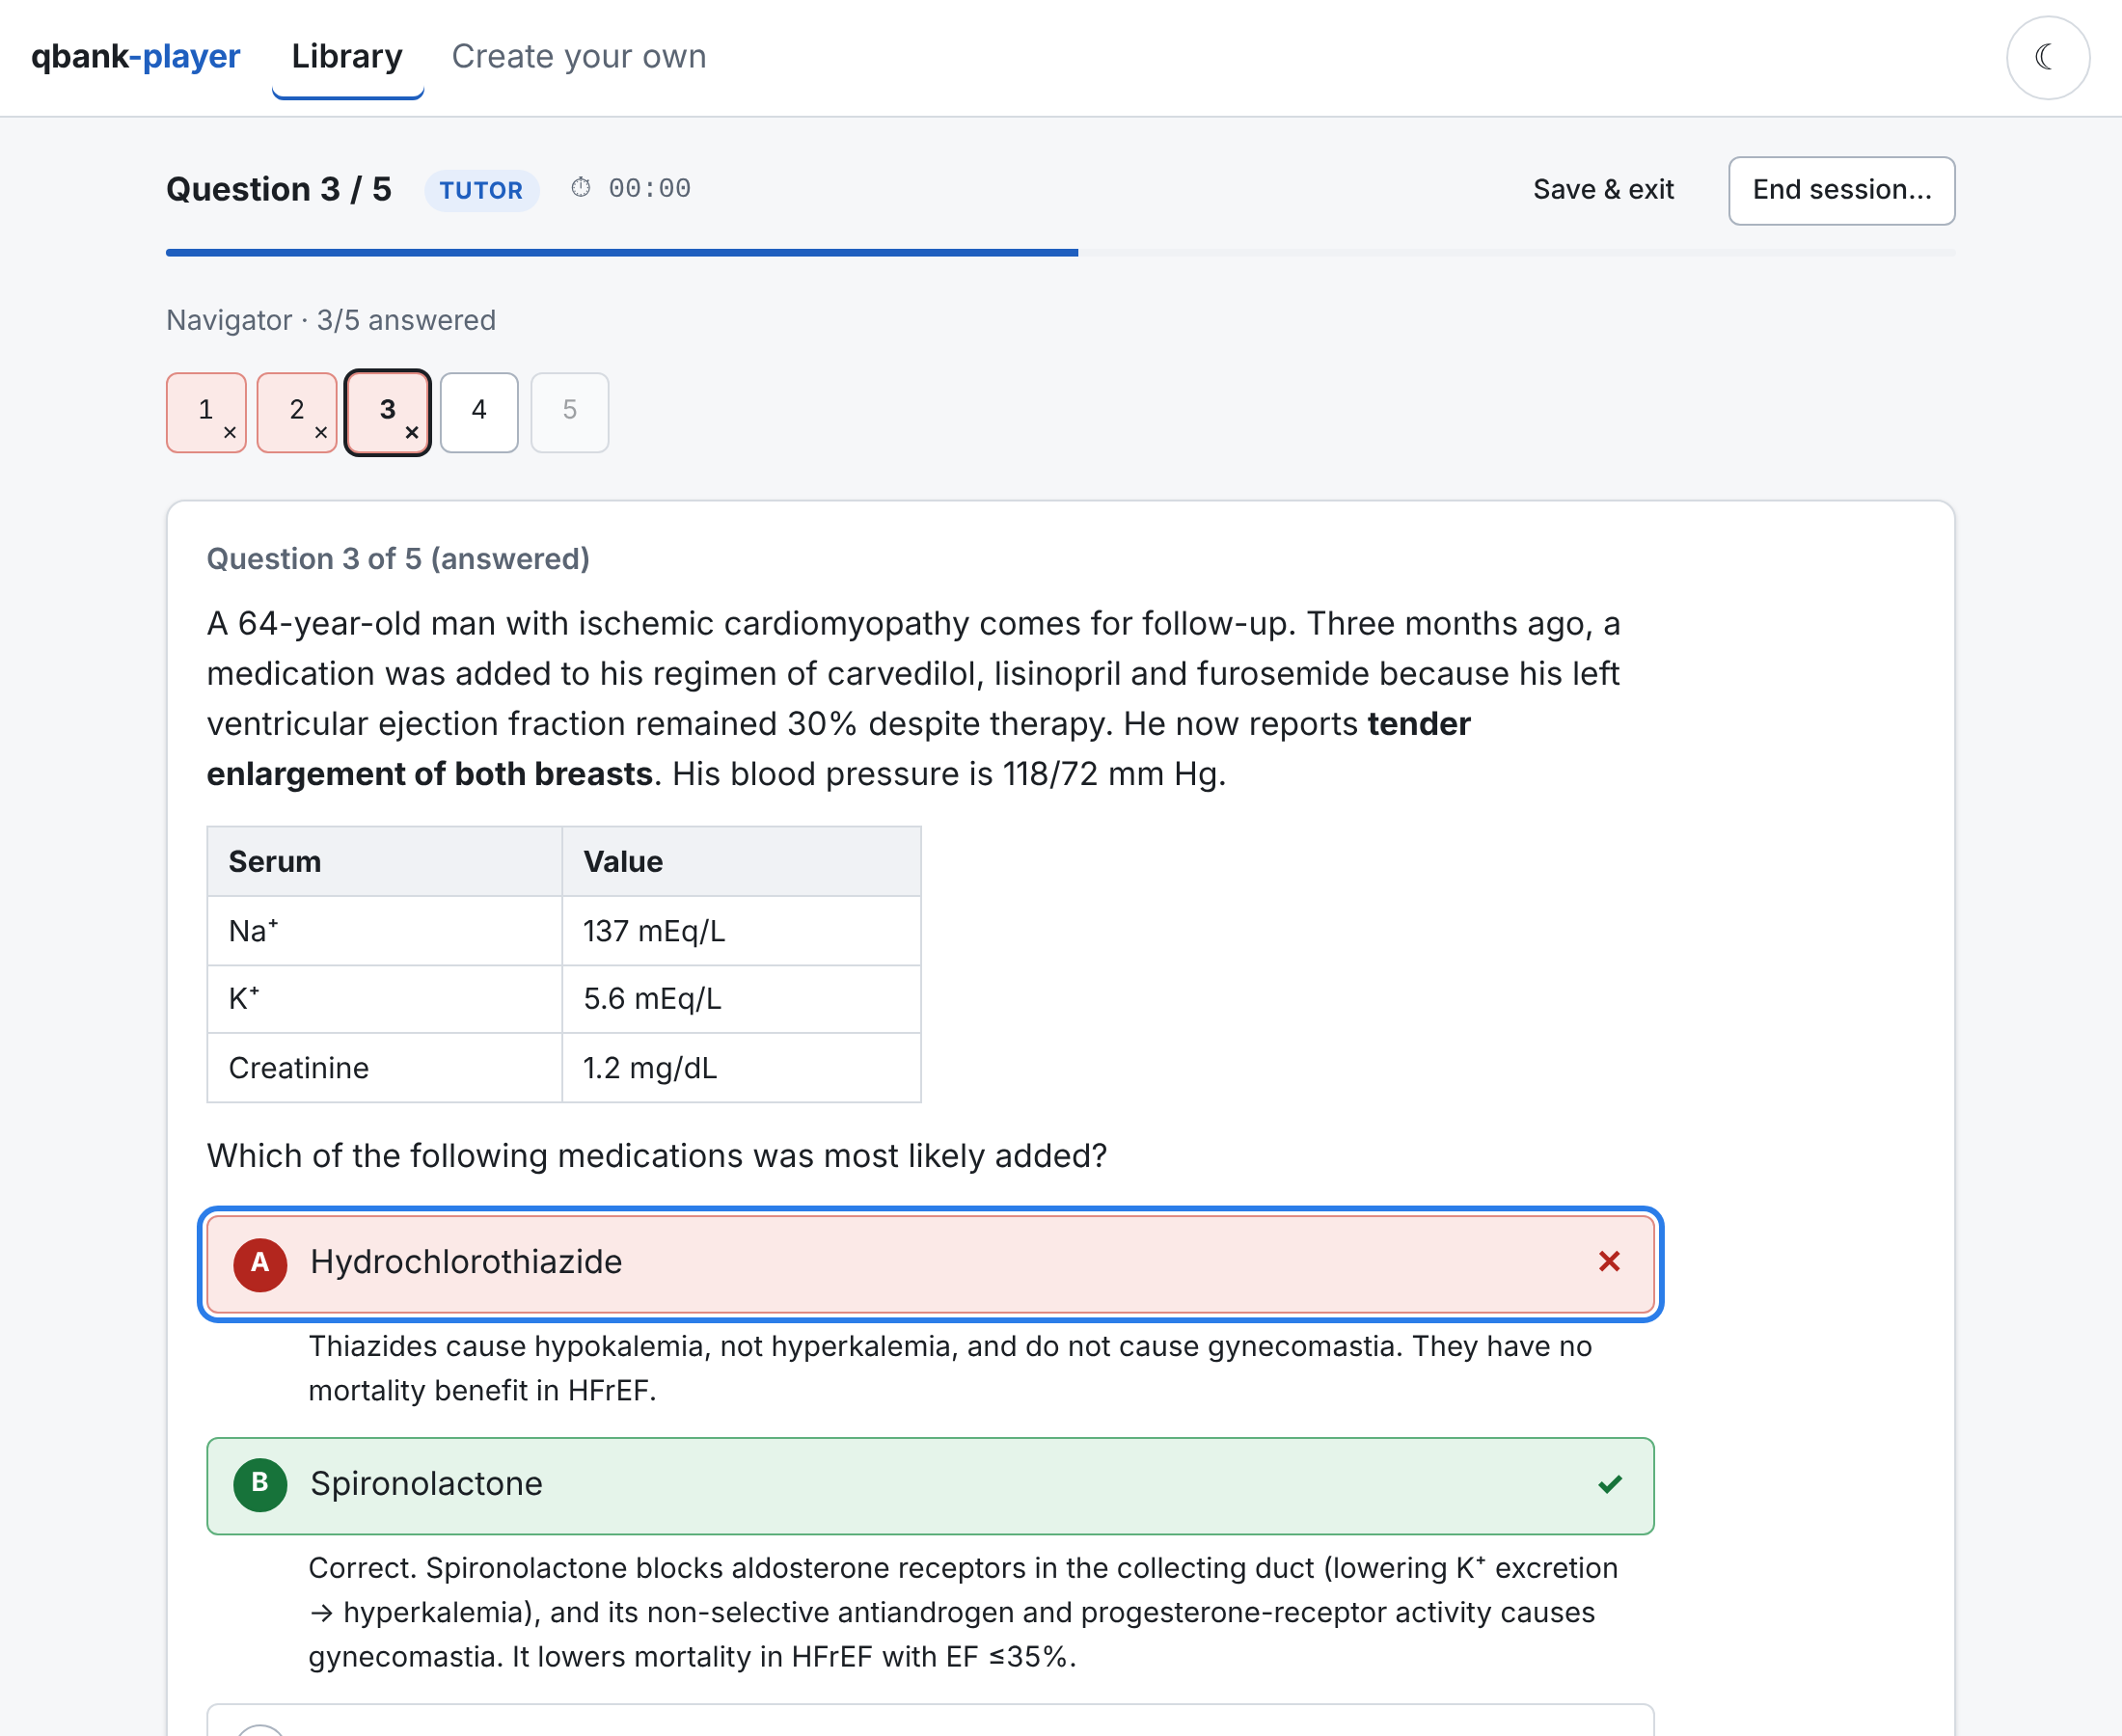 qbank-player Library Create your own
Question 3 / 5 TUTOR ⏱ 00:00 Save & exit End session...
Navigator · 3/5 answered
1 × 2 × 3 × 4 5
Question 3 of 5 (answered)
A 64-year-old man with ischemic cardiomyopathy comes for follow-up. Three months ago, a
medication was added to his regimen of carvedilol, lisinopril and furosemide because his left
ventricular ejection fraction remained 30% despite therapy. He now reports tender
enlargement of both breasts. His blood pressure is 118/72 mm Hg.
Serum Value
Na⁺ 137 mEq/L
K⁺ 5.6 mEq/L
Creatinine 1.2 mg/dL
Which of the following medications was most likely added?
A Hydrochlorothiazide ×
Thiazides cause hypokalemia, not hyperkalemia, and do not cause gynecomastia. They have no
mortality benefit in HFrEF.
B Spironolactone ✓
Correct. Spironolactone blocks aldosterone receptors in the collecting duct (lowering K⁺ excretion
→ hyperkalemia), and its non-selective antiandrogen and progesterone-receptor activity causes
gynecomastia. It lowers mortality in HFrEF with EF ≤35%.